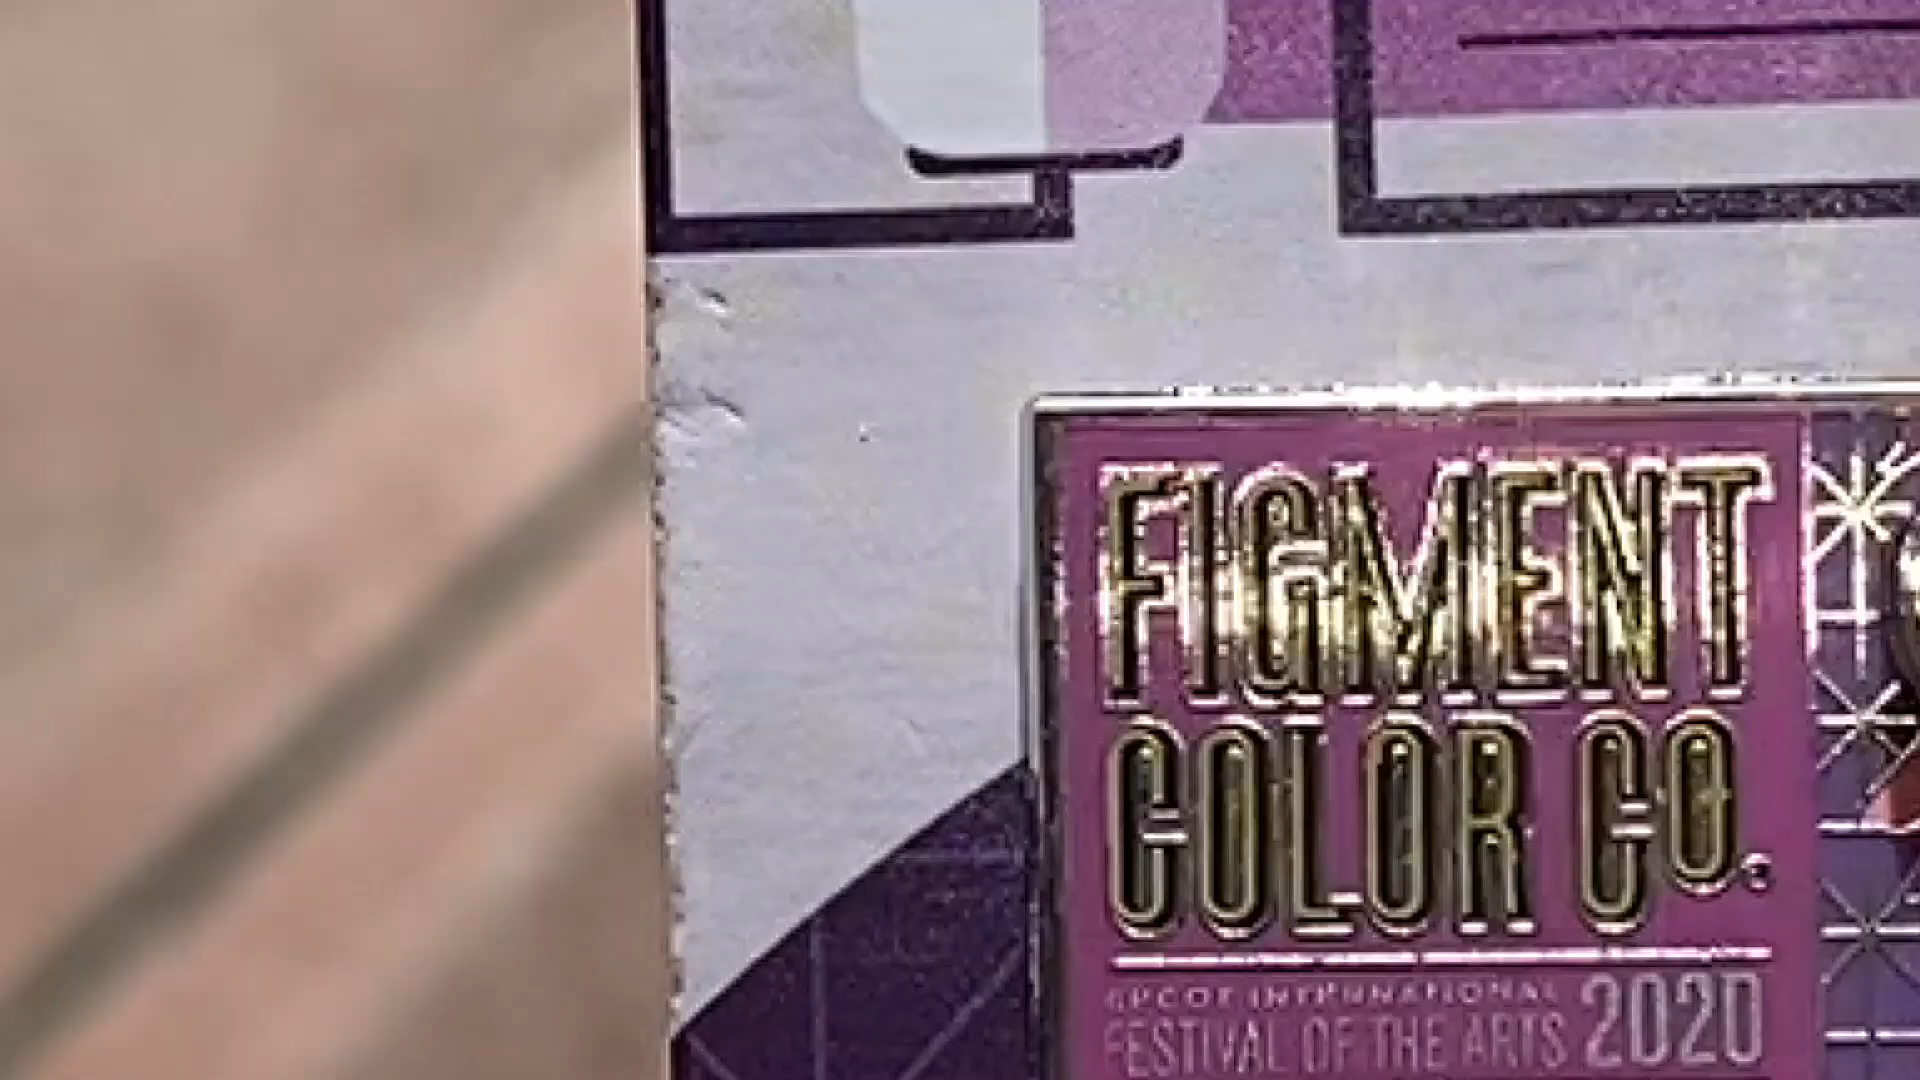 FIGMENT
COLOR CO.
EPCOT INTERNATIONAL
FESTIVAL OF THE ARTS 2020